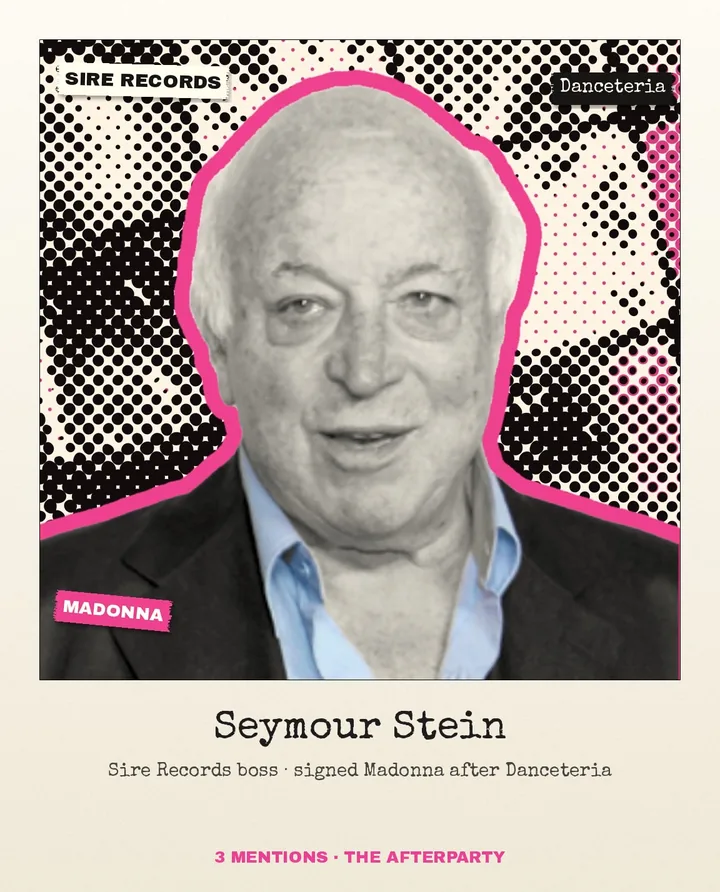 SIRE RECORDS
Danceteria
MADONNA
Seymour Stein
Sire Records boss · signed Madonna after Danceteria
3 MENTIONS · THE AFTERPARTY